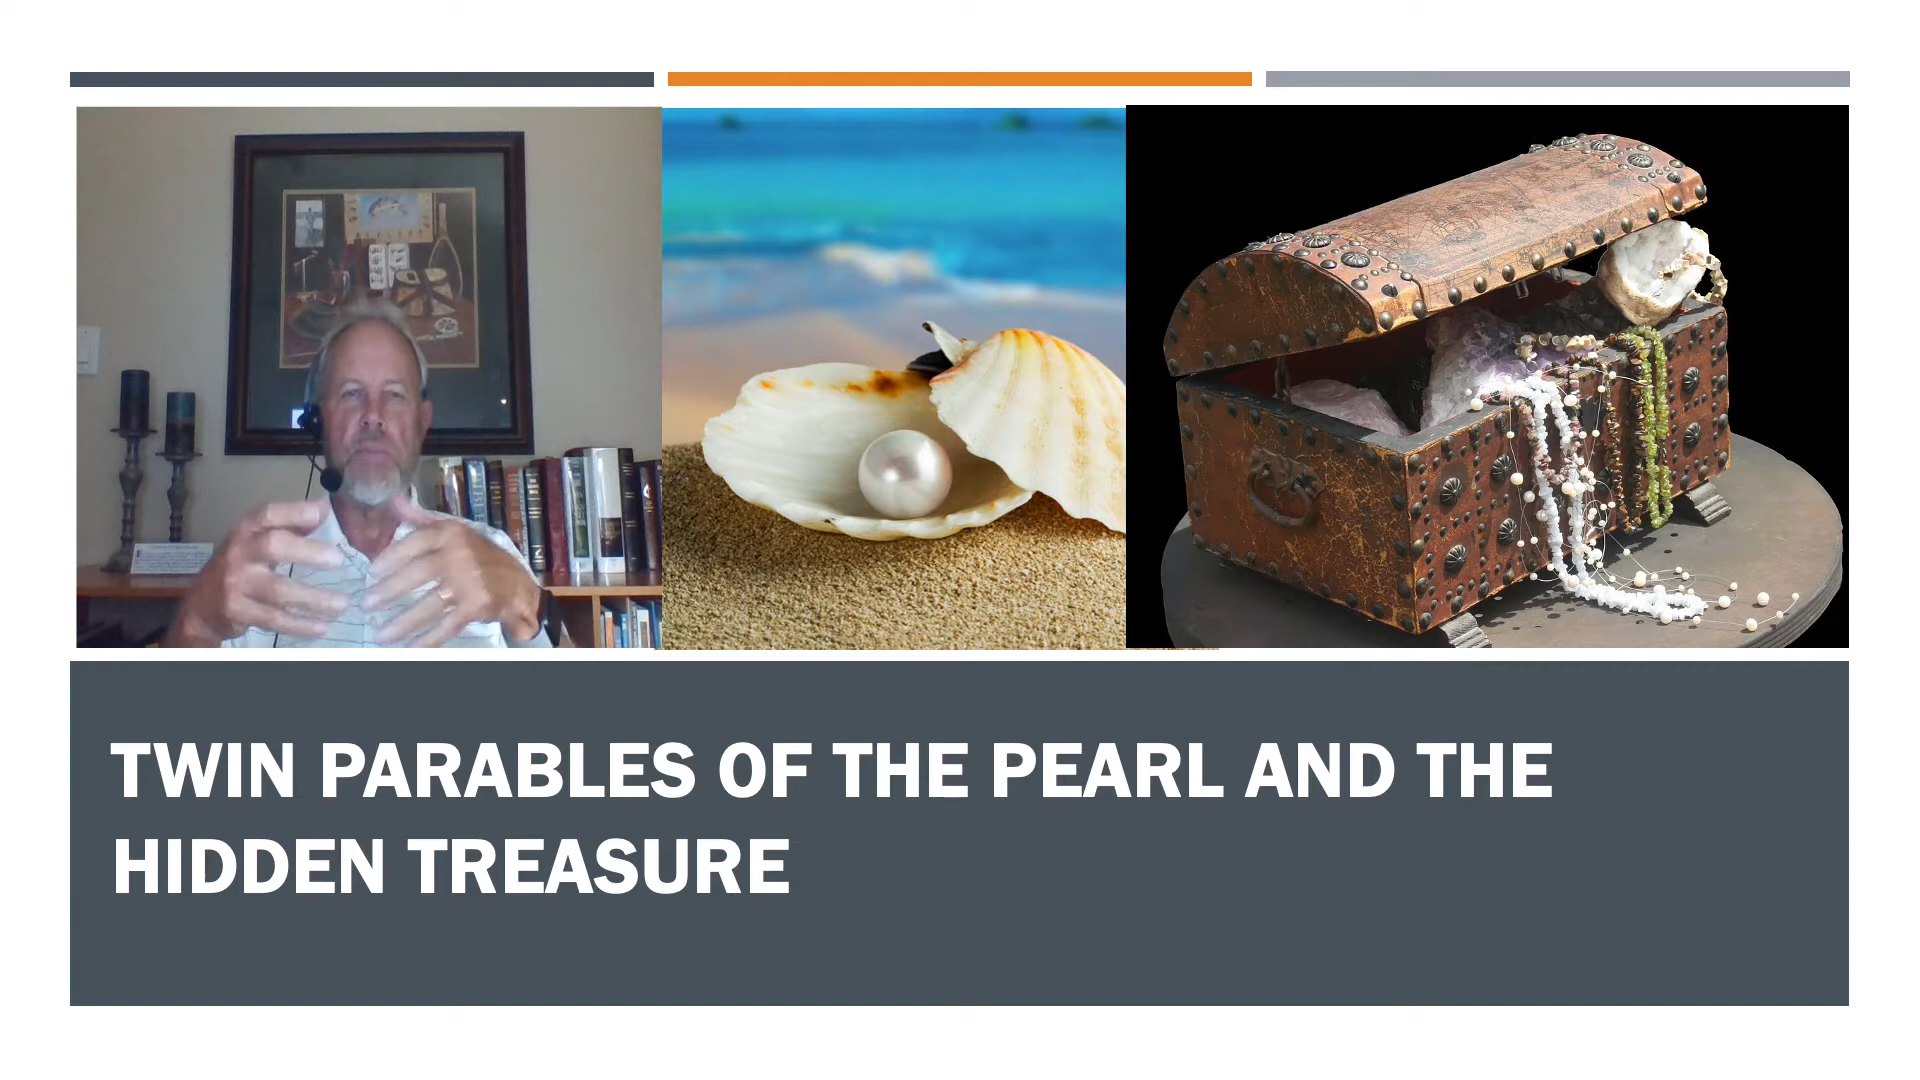 TWIN PARABLES OF THE PEARL AND THE
HIDDEN TREASURE